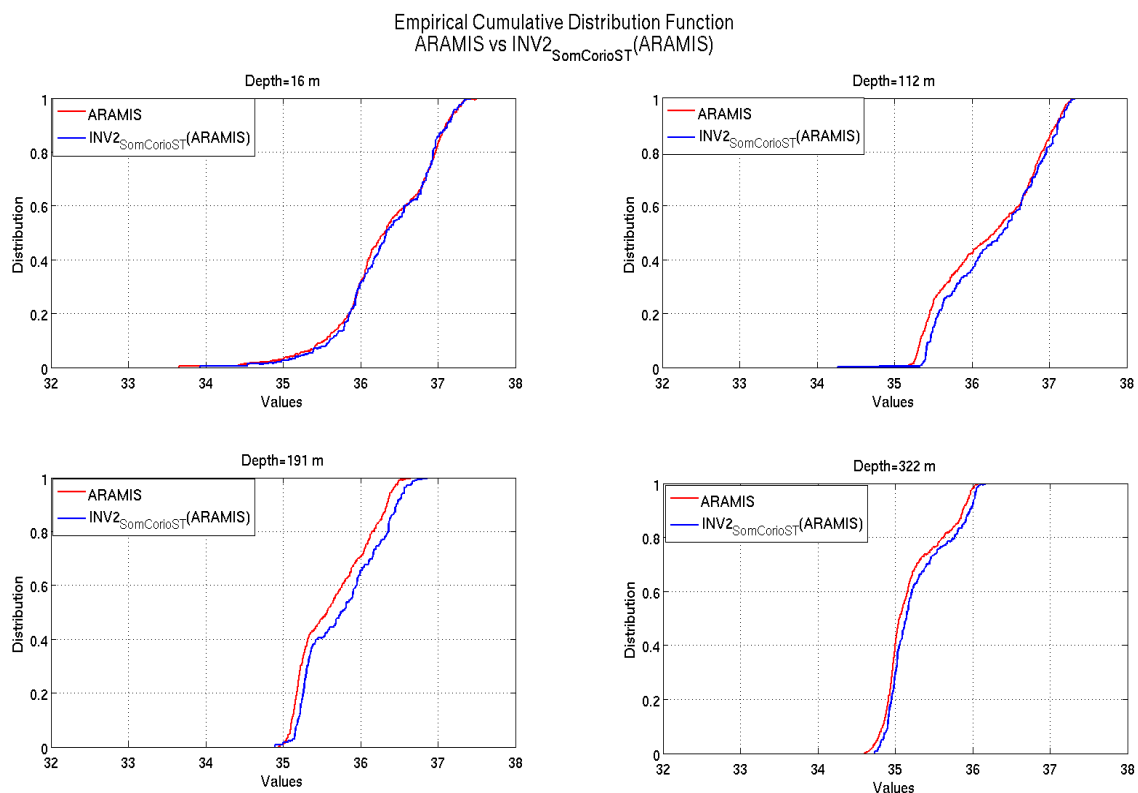 Empirical Cumulative Distribution Function
ARAMIS vs INV2SomCorioST(ARAMIS)
Depth=16 m
ARAMIS
INV2SomCorioST(ARAMIS)
1
0.8
0.6
0.4
0.2
0
Distribution
32 33 34 35 36 37 38
Values
Depth=112 m
ARAMIS
INV2SomCorioST(ARAMIS)
1
0.8
0.6
0.4
0.2
0
Distribution
32 33 34 35 36 37 38
Values
Depth=191 m
ARAMIS
INV2SomCorioST(ARAMIS)
1
0.8
0.6
0.4
0.2
0
Distribution
32 33 34 35 36 37 38
Values
Depth=322 m
ARAMIS
INV2SomCorioST(ARAMIS)
1
0.8
0.6
0.4
0.2
0
Distribution
32 33 34 35 36 37 38
Values